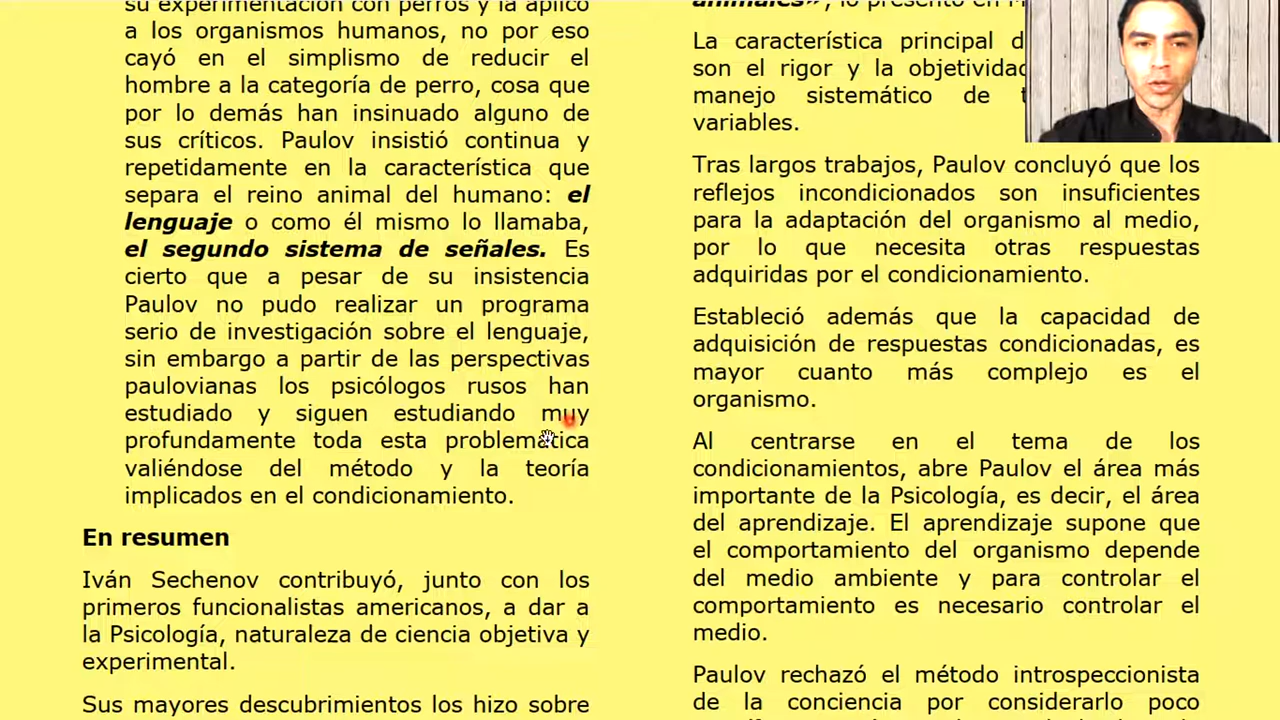 su experimentación con perros y la aplicó
a los organismos humanos, no por eso
cayó en el simplismo de reducir el
hombre a la categoría de perro, cosa que
por lo demás han insinuado alguno de
sus críticos. Paulov insistió continua y
repetidamente en la característica que
separa el reino animal del humano: el
lenguaje o como él mismo lo llamaba,
el segundo sistema de señales. Es
cierto que a pesar de su insistencia
Paulov no pudo realizar un programa
serio de investigación sobre el lenguaje,
sin embargo a partir de las perspectivas
paulovianas los psicólogos rusos han
estudiado y siguen estudiando muy
profundamente toda esta problemática
valiéndose del método y la teoría
implicados en el condicionamiento.
En resumen
Iván Sechenov contribuyó, junto con los
primeros funcionalistas americanos, a dar a
la Psicología, naturaleza de ciencia objetiva y
experimental.
Sus mayores descubrimientos los hizo sobre
animales», lo presentó en
La característica principal
son el rigor y la objetividad
manejo sistemático de
variables.
Tras largos trabajos, Paulov concluyó que los
reflejos incondicionados son insuficientes
para la adaptación del organismo al medio,
por lo que necesita otras respuestas
adquiridas por el condicionamiento.
Estableció además que la capacidad de
adquisición de respuestas condicionadas, es
mayor cuanto más complejo es el
organismo.
Al centrarse en el tema de los
condicionamientos, abre Paulov el área más
importante de la Psicología, es decir, el área
del aprendizaje. El aprendizaje supone que
el comportamiento del organismo depende
del medio ambiente y para controlar el
comportamiento es necesario controlar el
medio.
Paulov rechazó el método introspeccionista
de la conciencia por considerarlo poco